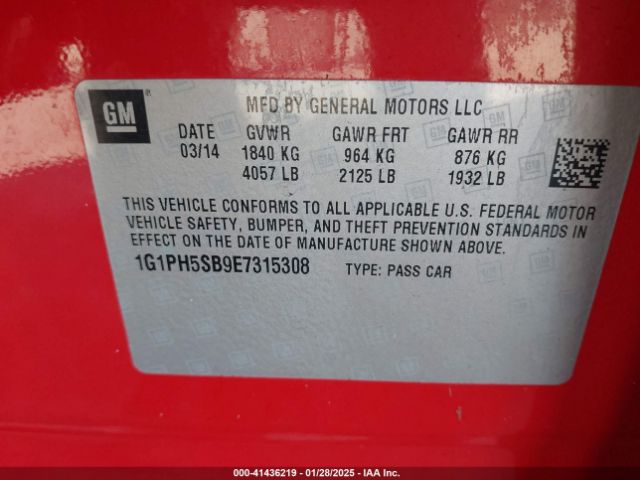 GM
MFD BY GENERAL MOTORS LLC
DATE GVWR GAWR FRT GAWR RR
03/14 1840 KG 964 KG 876 KG
4057 LB 2125 LB 1932 LB
THIS VEHICLE CONFORMS TO ALL APPLICABLE U.S. FEDERAL MOTOR
VEHICLE SAFETY, BUMPER, AND THEFT PREVENTION STANDARDS IN
EFFECT ON THE DATE OF MANUFACTURE SHOWN ABOVE.
1G1PH5SB9E7315308 TYPE: PASS CAR
000-41436219 - 01/28/2025 - IAA Inc.